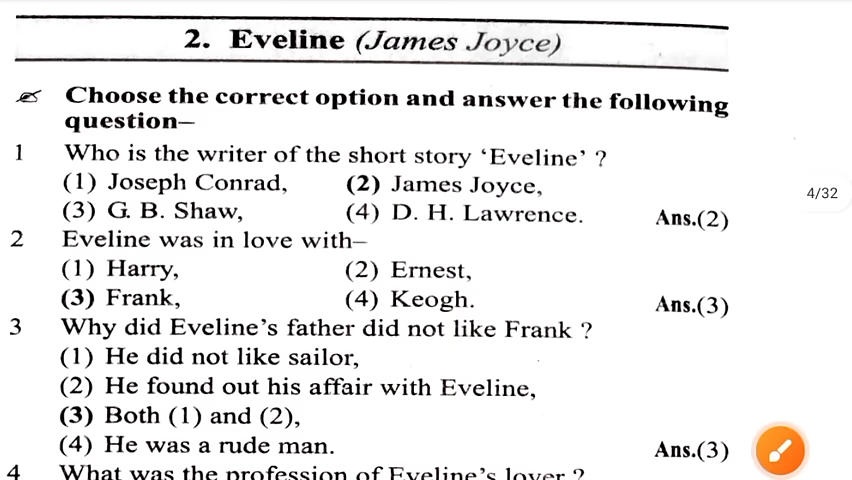 2. Eveline (James Joyce)
Choose the correct option and answer the following
question–
1 Who is the writer of the short story ‘Eveline’ ?
(1) Joseph Conrad, (2) James Joyce,
(3) G. B. Shaw, (4) D. H. Lawrence. Ans.(2)
2 Eveline was in love with–
(1) Harry, (2) Ernest,
(3) Frank, (4) Keogh. Ans.(3)
3 Why did Eveline’s father did not like Frank ?
(1) He did not like sailor,
(2) He found out his affair with Eveline,
(3) Both (1) and (2),
(4) He was a rude man. Ans.(3)
4 What was the profession of Eveline’s lover ?
4/32